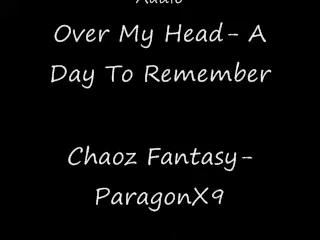 Audio
Over My Head- A
Day To Remember
Chaoz Fantasy-
ParagonX9